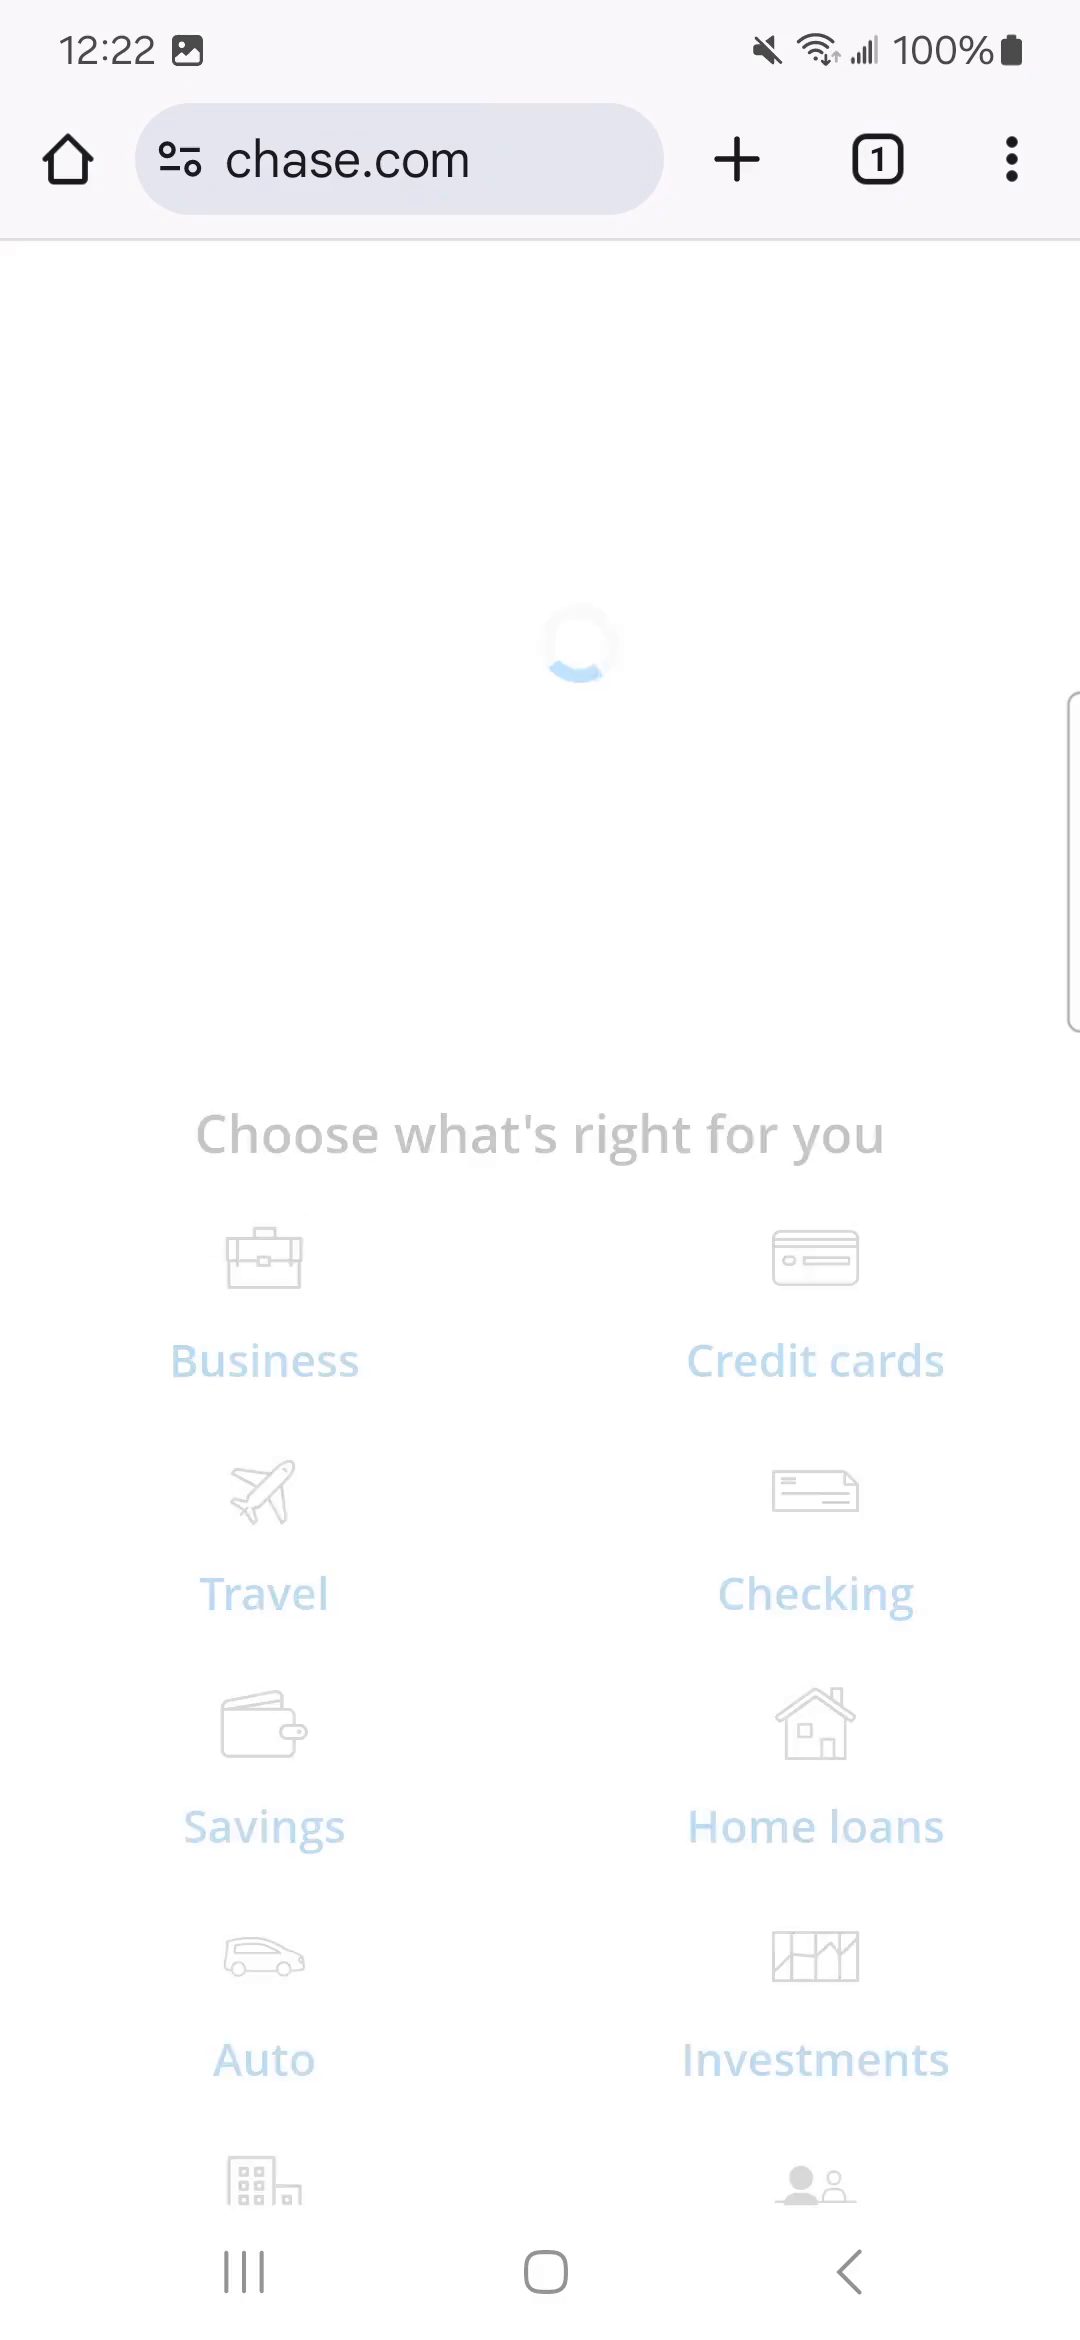 12:22 100%
chase.com 1
Choose what's right for you
Business Credit cards
Travel Checking
Savings Home loans
Auto Investments